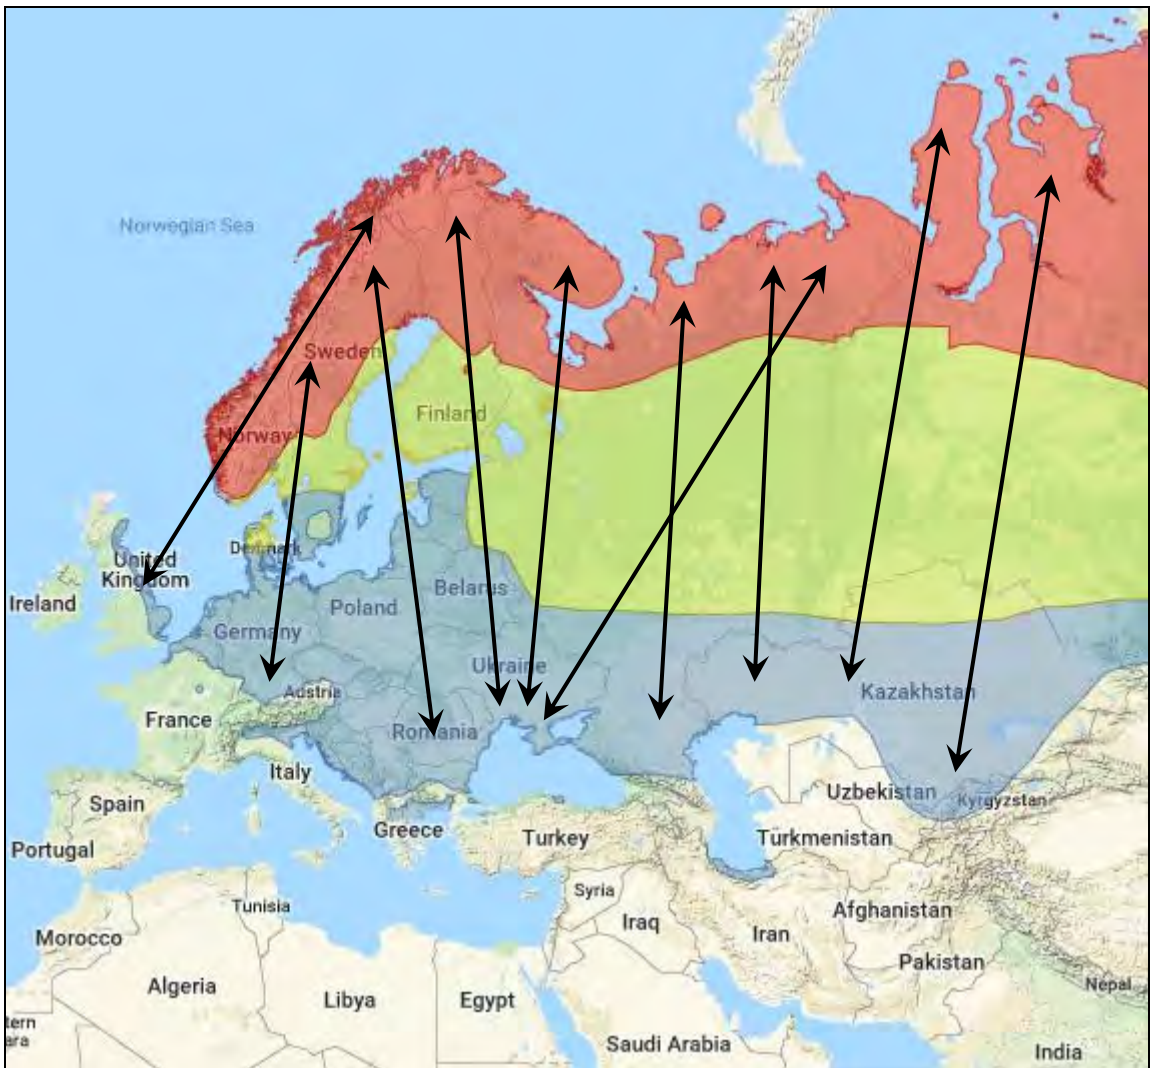 Norwegian Sea
Sweden
Finland
Norway
United
Kingdom
Denmark
Ireland
Belarus
Poland
Germany
Ukraine
Austria
Kazakhstan
France
Romania
Italy
Uzbekistan
Kyrgyzstan
Spain
Greece
Turkey
Turkmenistan
Portugal
Syria
Tunisia
Iraq
Afghanistan
Iran
Morocco
Pakistan
Algeria
Libya
Egypt
Nepal
tern
ara
Saudi Arabia
India